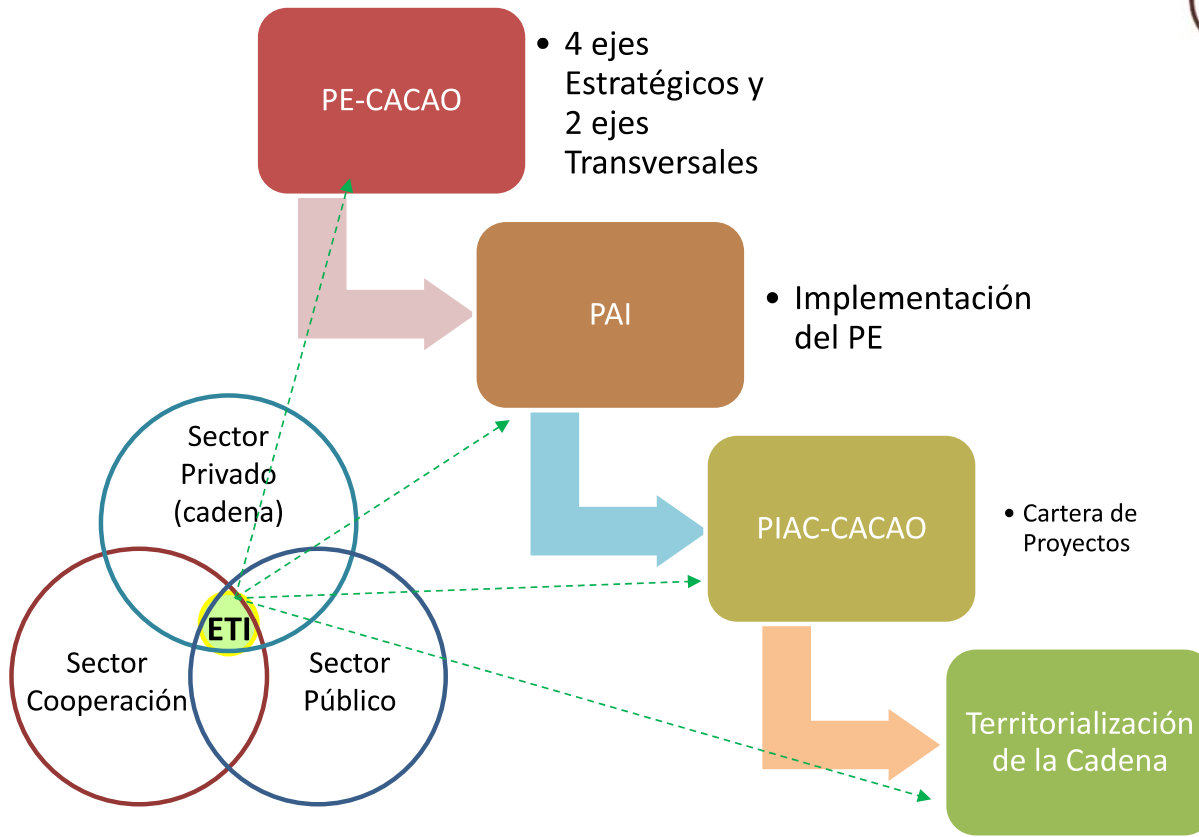 PE-CACAO
• 4 ejes
Estratégicos y
2 ejes
Transversales
PAI
• Implementación
del PE
PIAC-CACAO
• Cartera de
Proyectos
Territorialización
de la Cadena
Sector
Privado
(cadena)
ETI
Sector
Cooperación
Sector
Público